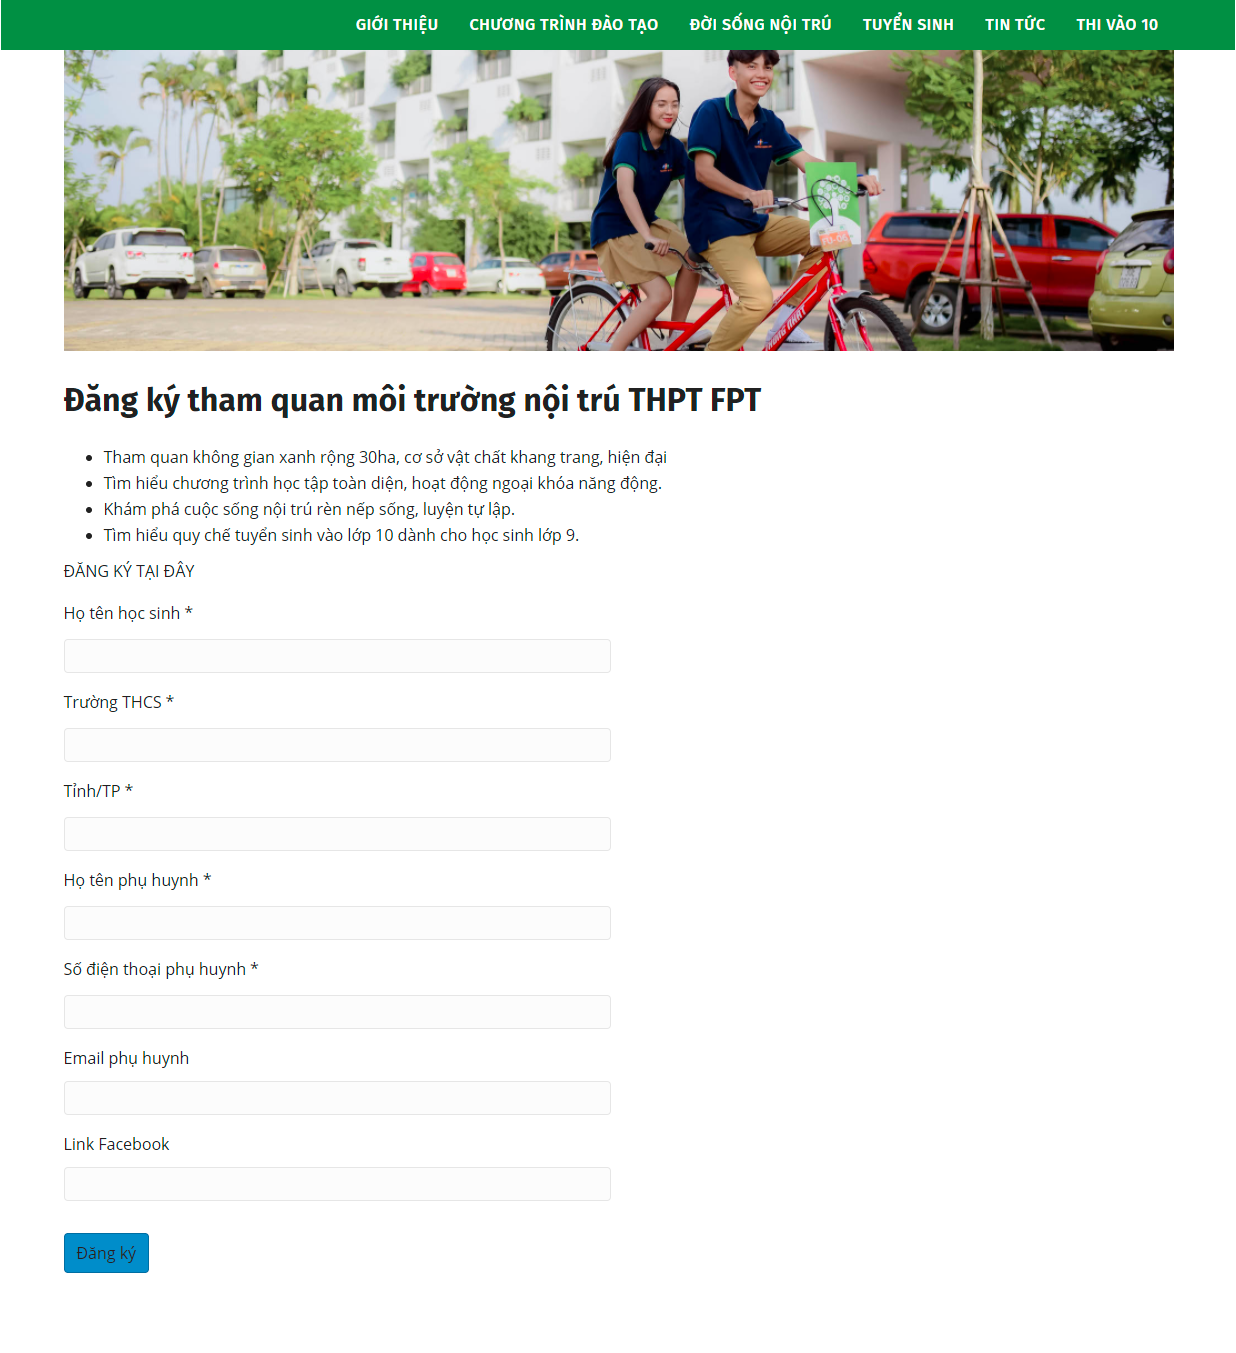 GIỚI THIỆU CHƯƠNG TRÌNH ĐÀO TẠO ĐỜI SỐNG NỘI TRÚ TUYỂN SINH TIN TỨC THI VÀO 10
THỐNG NHẤT
Đăng ký tham quan môi trường nội trú THPT FPT
• Tham quan không gian xanh rộng 30ha, cơ sở vật chất khang trang, hiện đại
• Tìm hiểu chương trình học tập toàn diện, hoạt động ngoại khóa năng động.
• Khám phá cuộc sống nội trú rèn nếp sống, luyện tự lập.
• Tìm hiểu quy chế tuyển sinh vào lớp 10 dành cho học sinh lớp 9.
ĐĂNG KÝ TẠI ĐÂY
Họ tên học sinh *
Trường THCS *
Tỉnh/TP *
Họ tên phụ huynh *
Số điện thoại phụ huynh *
Email phụ huynh
Link Facebook
Đăng ký